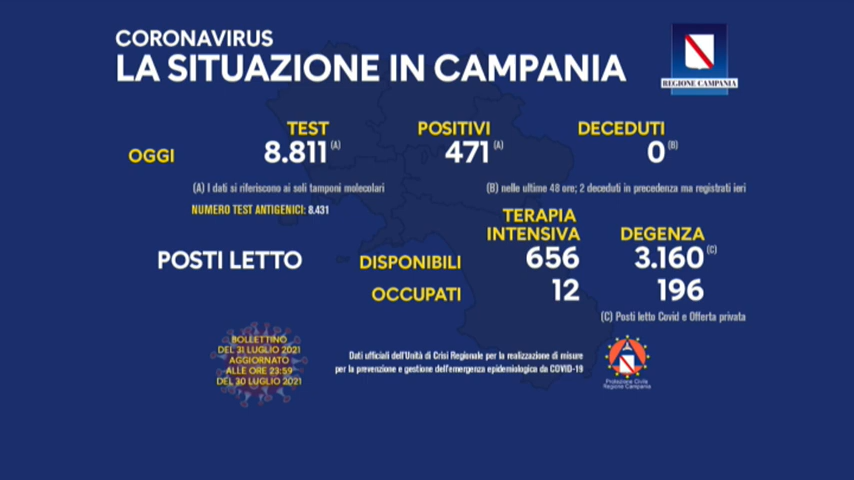 CORONAVIRUS
LA SITUAZIONE IN CAMPANIA
REGIONE CAMPANIA
TEST POSITIVI DECEDUTI
OGGI 8.811 (A) 471 (A) 0 (B)
(A) I dati si riferiscono ai soli tamponi molecolari (B) nelle ultime 48 ore; 2 deceduti in precedenza ma registrati ieri
NUMERO TEST ANTIGENICI: 8.431
TERAPIA
INTENSIVA DEGENZA
POSTI LETTO DISPONIBILI 656 3.160 (C)
OCCUPATI 12 196
(C) Posti letto Covid e Offerta privata
BOLLETTINO
DEL 31 LUGLIO 2021
AGGIORNATO
ALLE ORE 23:59
DEL 30 LUGLIO 2021
Dati ufficiali dell'Unità di Crisi Regionale per la realizzazione di misure
per la prevenzione e gestione dell'emergenza epidemiologica da COVID-19
Protezione Civile
Regione Campania